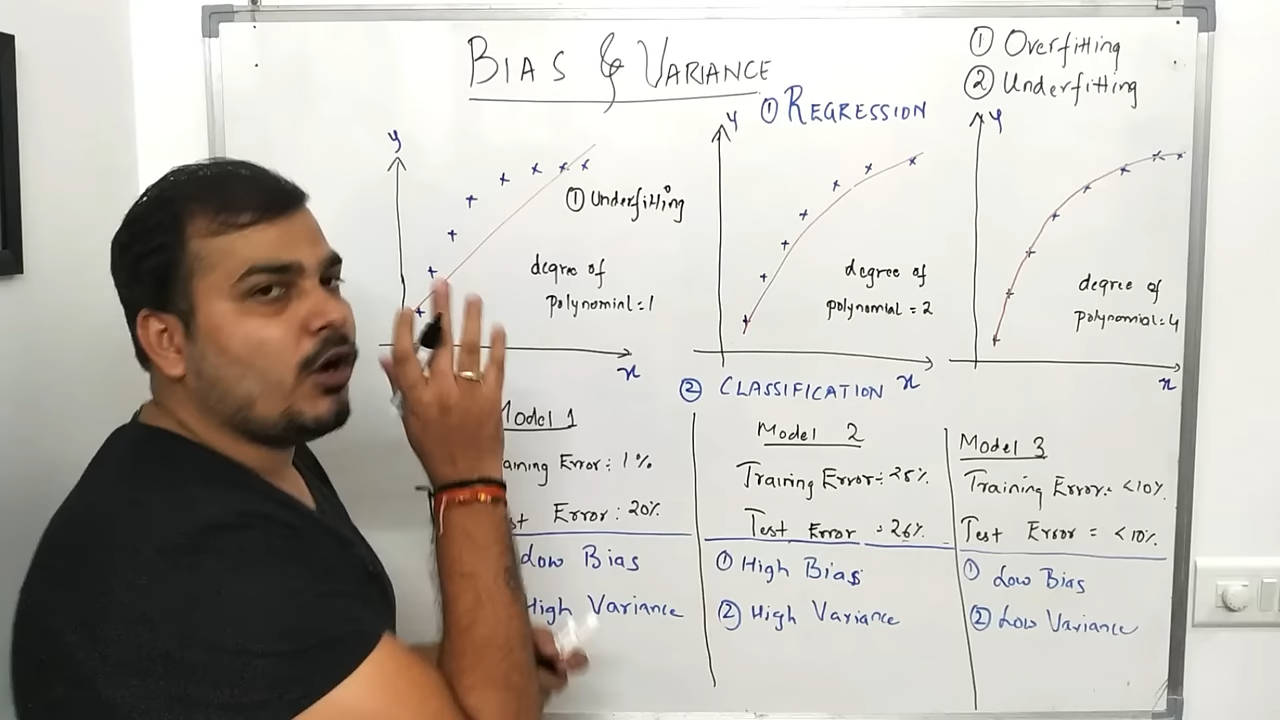 BIAS & VARIANCE
① Overfitting
② Underfitting
① REGRESSION
y
① Underfitting
degree of
polynomial=1
x
y
degree of
polynomial = 2
x
y
degree of
polynomial=4
x
② CLASSIFICATION
Model 1
aining Error: 1%
st Error: 20%
Low Bias
High Variance
Model 2
Training Error: 25%
Test Error = 26%
① High Bias
② High Variance
Model 3
Training Error: <10%
Test Error = <10%
① Low Bias
② Low Variance